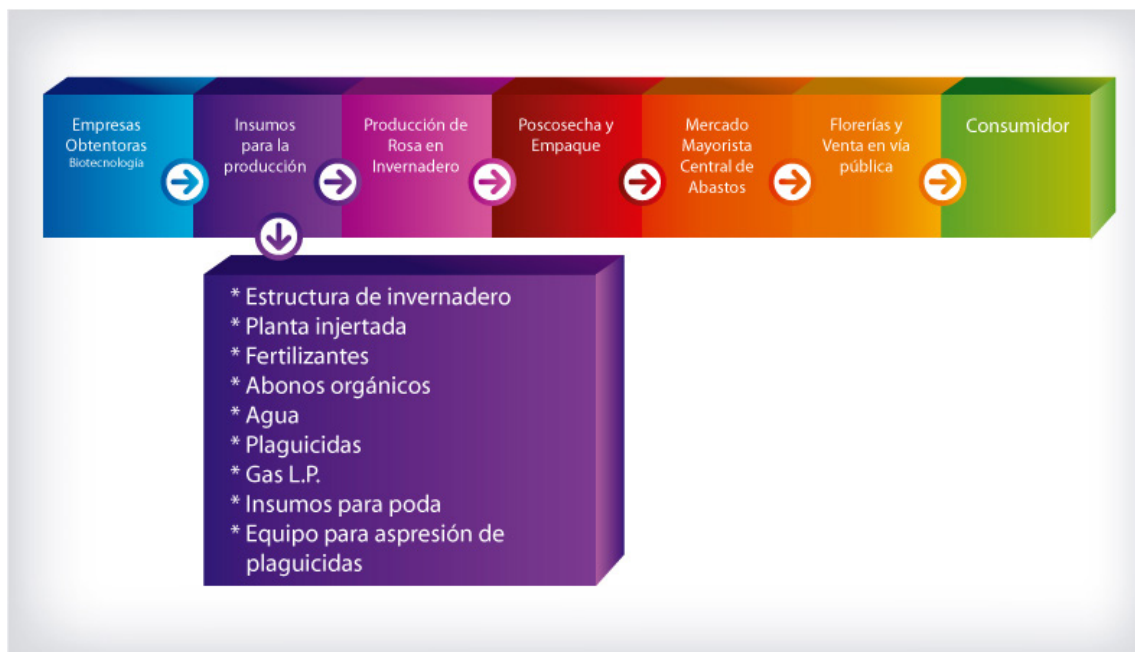 Empresas
Obtentoras
Biotecnología
Insumos
para la
producción
Producción de
Rosa en
Invernadero
Poscosecha y
Empaque
Mercado
Mayorista
Central de
Abastos
Florerías y
Venta en vía
pública
Consumidor
* Estructura de invernadero
* Planta injertada
* Fertilizantes
* Abonos orgánicos
* Agua
* Plaguicidas
* Gas L.P.
* Insumos para poda
* Equipo para aspresión de
plaguicidas